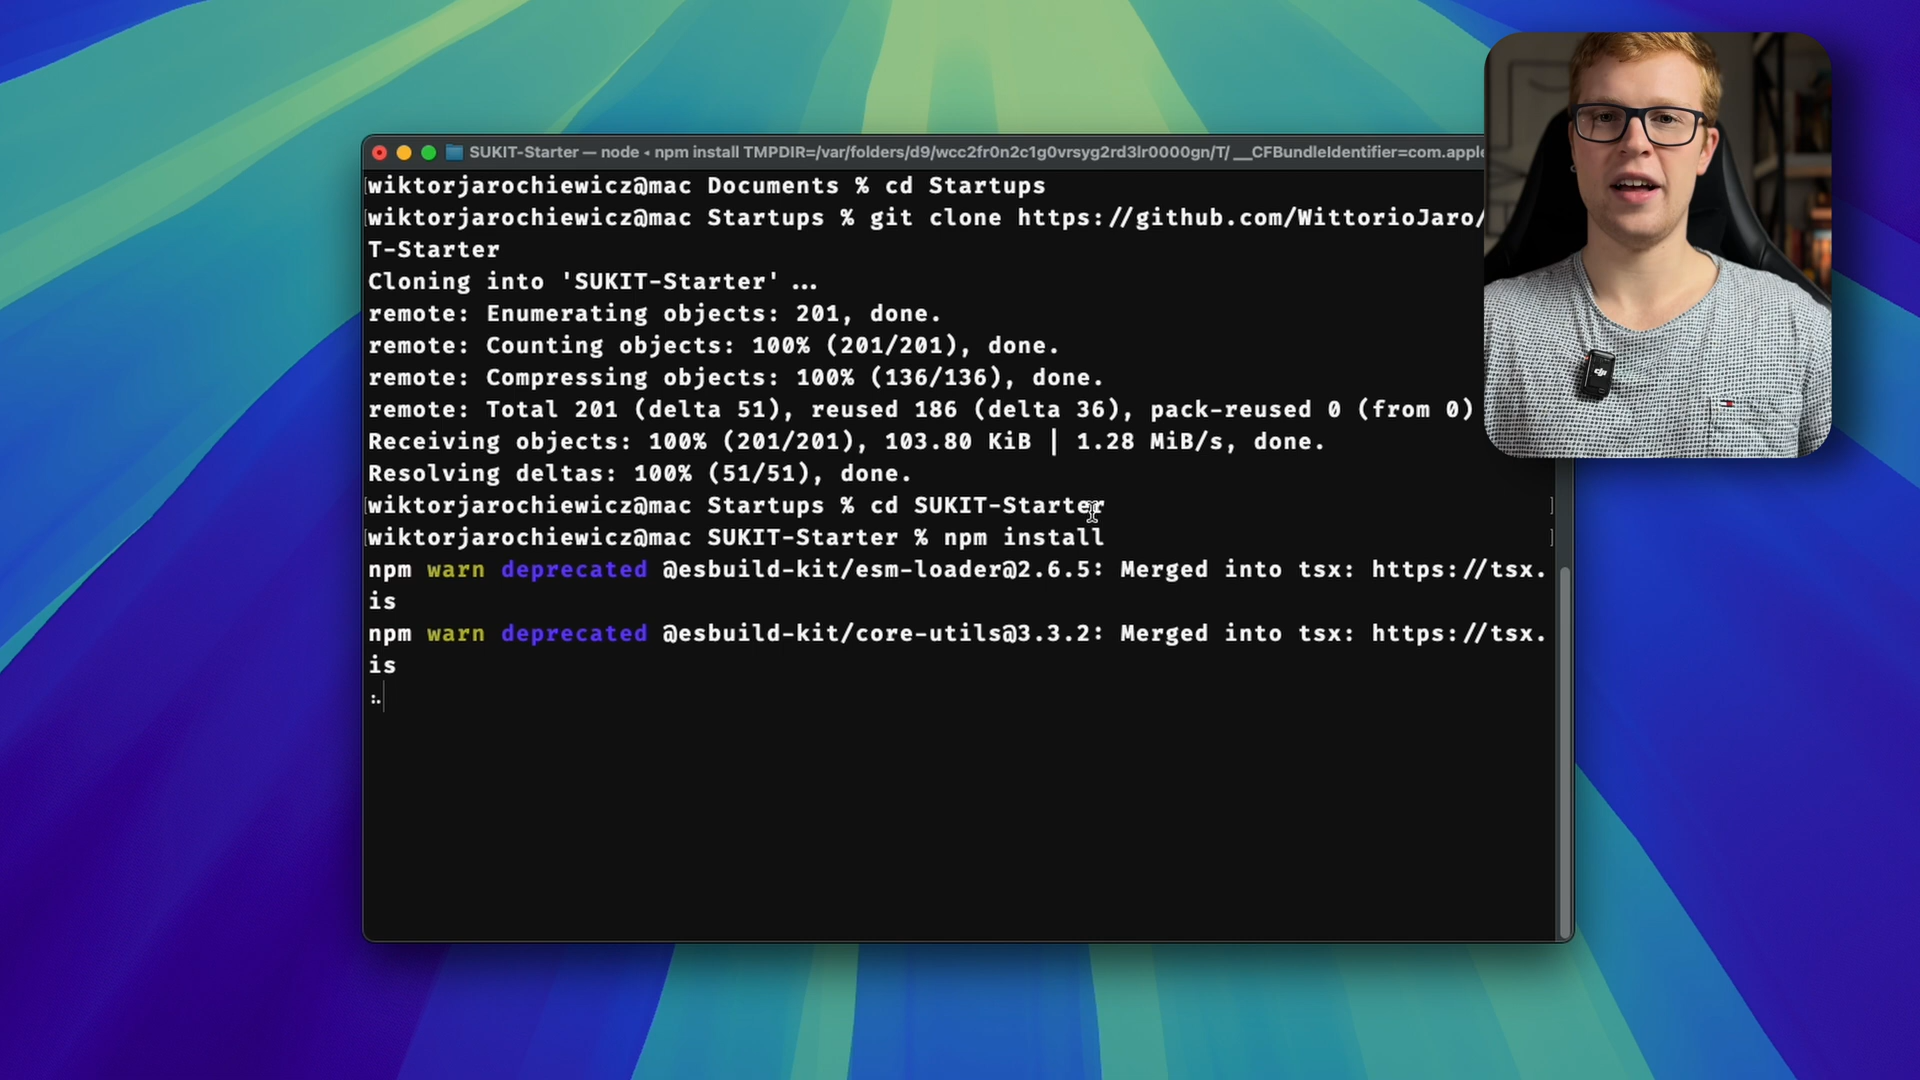 SUKIT-Starter — node ◂ npm install TMPDIR=/var/folders/d9/wcc2fr0n2c1g0vrsyg2rd3lr0000gn/T/ __CFBundleIdentifier=com.apple
wiktorjarochiewicz@mac Documents % cd Startups
wiktorjarochiewicz@mac Startups % git clone https://github.com/WittorioJaro/
T-Starter
Cloning into 'SUKIT-Starter'...
remote: Enumerating objects: 201, done.
remote: Counting objects: 100% (201/201), done.
remote: Compressing objects: 100% (136/136), done.
remote: Total 201 (delta 51), reused 186 (delta 36), pack-reused 0 (from 0)
Receiving objects: 100% (201/201), 103.80 KiB | 1.28 MiB/s, done.
Resolving deltas: 100% (51/51), done.
wiktorjarochiewicz@mac Startups % cd SUKIT-Starter
wiktorjarochiewicz@mac SUKIT-Starter % npm install
npm warn deprecated @esbuild-kit/esm-loader@2.6.5: Merged into tsx: https://tsx.
is
npm warn deprecated @esbuild-kit/core-utils@3.3.2: Merged into tsx: https://tsx.
is
dji